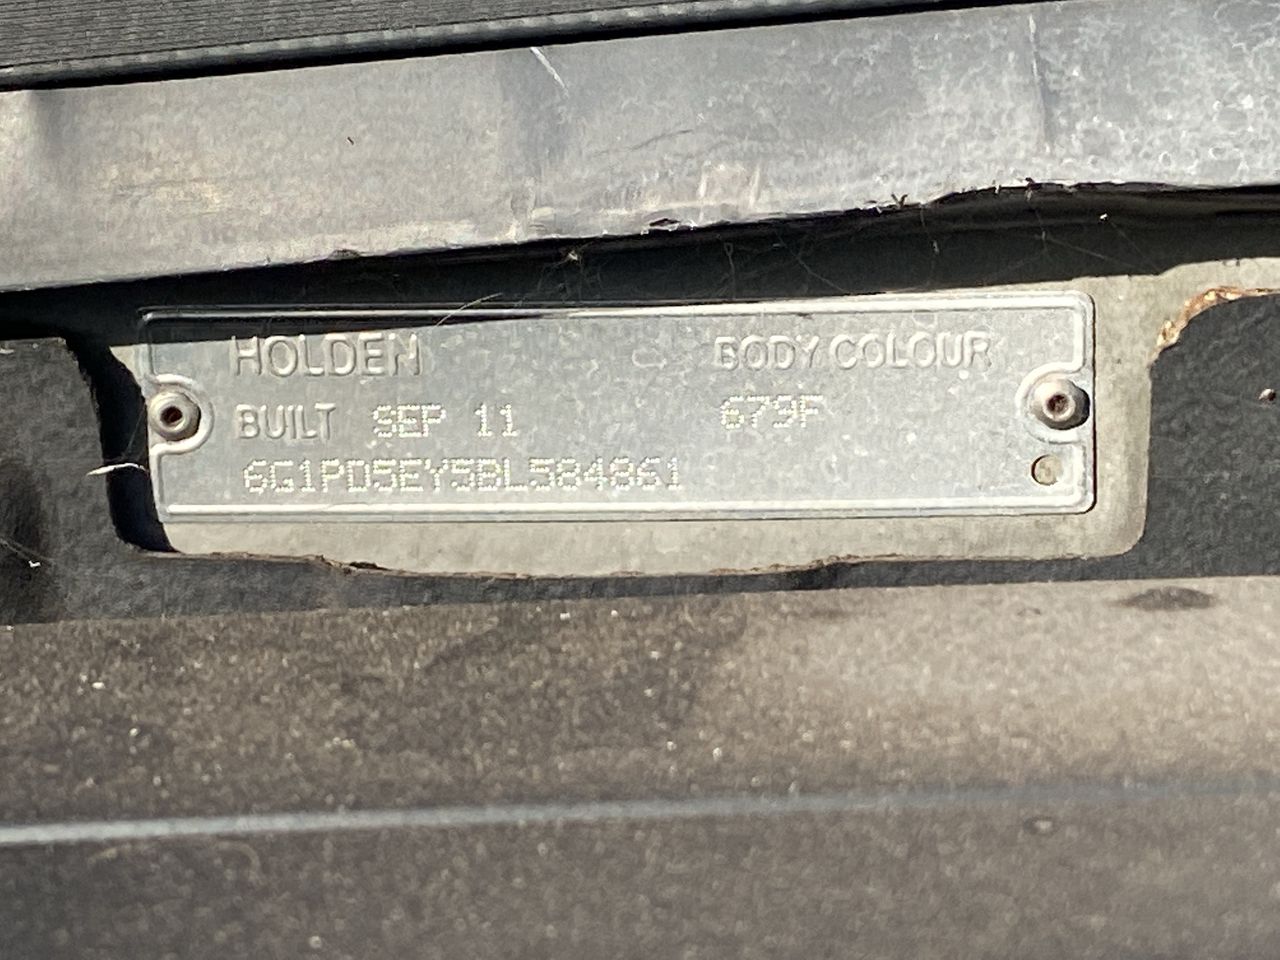 HOLDEN BODY COLOUR
BUILT SEP 11 679F
6G1PD5EY5BL584861